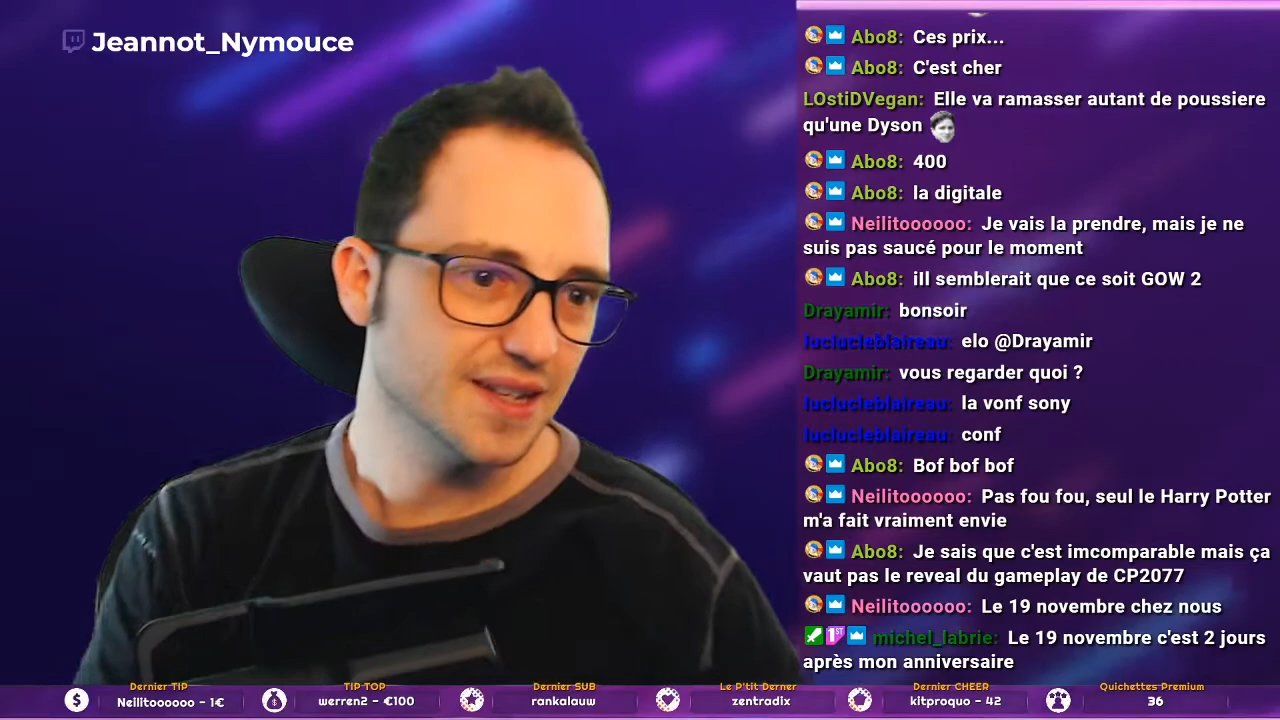 Jeannot_Nymouce
Abo8: Ces prix...
Abo8: C'est cher
LOstiDVegan: Elle va ramasser autant de poussiere
qu'une Dyson
Abo8: 400
Abo8: la digitale
Neilitoooooo: Je vais la prendre, mais je ne
suis pas saucé pour le moment
Abo8: ill semblerait que ce soit GOW 2
Drayamir: bonsoir
luclucleblaireau: elo @Drayamir
Drayamir: vous regarder quoi ?
luclucleblaireau: la vonf sony
luclucleblaireau: conf
Abo8: Bof bof bof
Neilitoooooo: Pas fou fou, seul le Harry Potter
m'a fait vraiment envie
Abo8: Je sais que c'est imcomparable mais ça
vaut pas le reveal du gameplay de CP2077
Neilitoooooo: Le 19 novembre chez nous
1ST michel_labrie: Le 19 novembre c'est 2 jours
après mon anniversaire
Dernier TIP
Neilitoooooo - 1€
TIP TOP
werren2 - €100
Dernier SUB
rankalauw
Le P'tit Derner
zentradix
Dernier CHEER
kitproquo - 42
Quichettes Premium
36